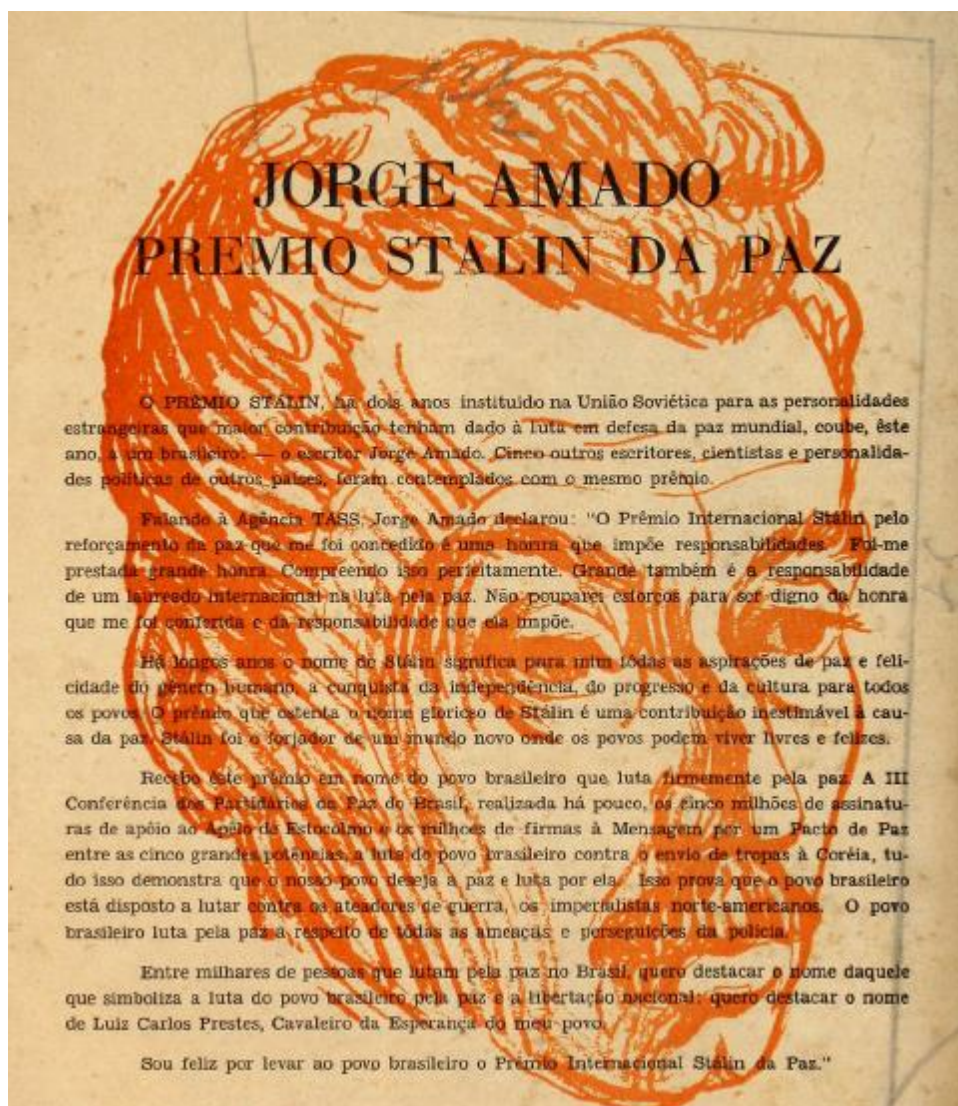 JORGE AMADO
PREMIO STALIN DA PAZ
O PRÊMIO STÁLIN, há dois anos instituido na União Soviética para as personalidades
estrangeiras que maior contribuição tenham dado à luta em defesa da paz mundial, coube, êste
ano, a um brasileiro: — o escritor Jorge Amado. Cinco outros escritores, cientistas e personalida-
des políticas de outros países, foram contemplados com o mesmo prêmio.
Falando à Agência TASS, Jorge Amado declarou: "O Prêmio Internacional Stálin pelo
reforçamento da paz que me foi concedido é uma honra que impõe responsabilidades. Foi-me
prestada grande honra. Compreendo isso perfeitamente. Grande também é a responsabilidade
de um laureado internacional na luta pela paz. Não pouparei esforços para ser digno da honra
que me foi conferida e da responsabilidade que ela impõe.
Há longos anos o nome de Stálin significa para mim tôdas as aspirações de paz e feli-
cidade do gênero humano, a conquista da independência, do progresso e da cultura para todos
os povos. O prêmio que ostenta o nome glorioso de Stálin é uma contribuição inestimável à cau-
sa da paz. Stálin foi o forjador de um mundo novo onde os povos podem viver livres e felizes.
Recebo êste prêmio em nome do povo brasileiro que luta firmemente pela paz. A III
Conferência dos Partidários da Paz do Brasil, realizada há pouco, os cinco milhões de assinatu-
ras de apôio ao Apêlo de Estocolmo e os milhões de firmas à Mensagem por um Pacto de Paz
entre as cinco grandes potências, a luta do povo brasileiro contra o envio de tropas à Coréia, tu-
do isso demonstra que o nosso povo deseja a paz e luta por ela. Isso prova que o povo brasileiro
está disposto a lutar contra os ateadores de guerra, os imperialistas norte-americanos. O povo
brasileiro luta pela paz a respeito de tôdas as ameaças e perseguições da polícia.
Entre milhares de pessoas que lutam pela paz no Brasil, quero destacar o nome daquele
que simboliza a luta do povo brasileiro pela paz e a libertação nacional: quero destacar o nome
de Luiz Carlos Prestes, Cavaleiro da Esperança do meu povo.
Sou feliz por levar ao povo brasileiro o Prêmio Internacional Stálin da Paz."